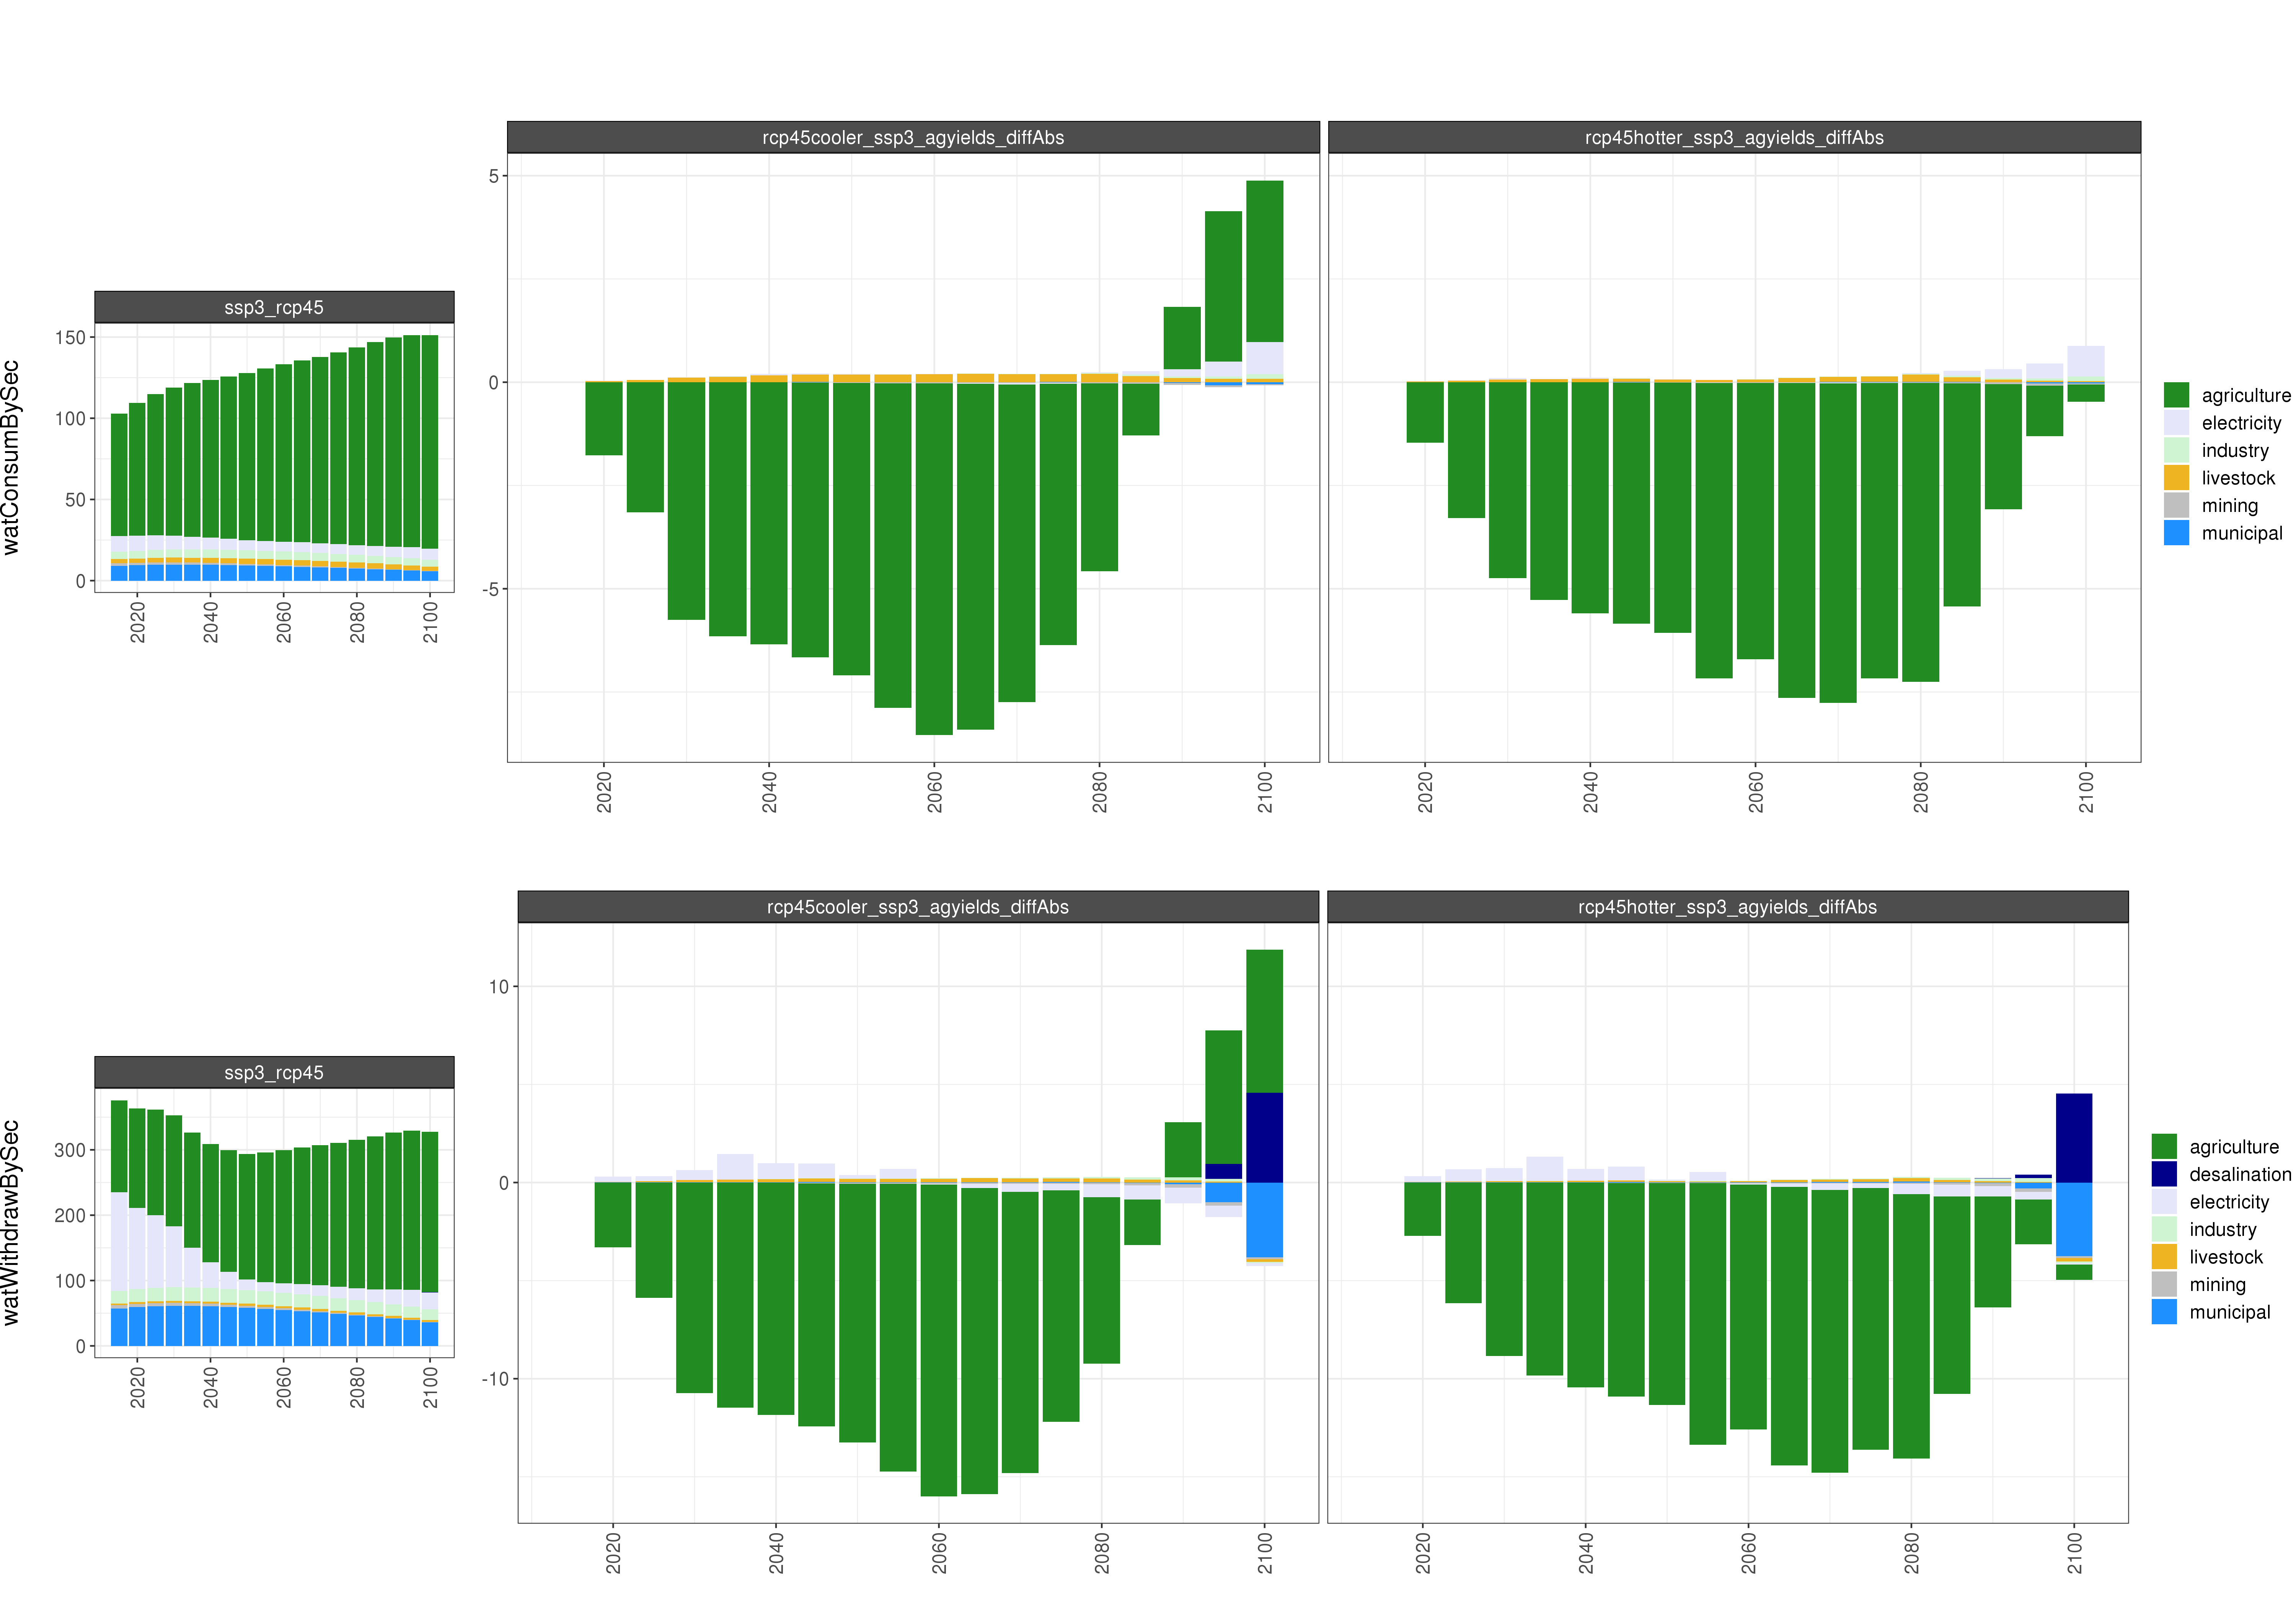 rcp45cooler_ssp3_agyields_diffAbs
rcp45hotter_ssp3_agyields_diffAbs
ssp3_rcp45
watConsumBySec
150
100
50
0
2020
2040
2060
2080
2100
5
0
-5
2020
2040
2060
2080
2100
2020
2040
2060
2080
2100
agriculture
electricity
industry
livestock
mining
municipal
rcp45cooler_ssp3_agyields_diffAbs
rcp45hotter_ssp3_agyields_diffAbs
ssp3_rcp45
watWithdrawBySec
300
200
100
0
2020
2040
2060
2080
2100
10
0
-10
2020
2040
2060
2080
2100
2020
2040
2060
2080
2100
agriculture
desalination
electricity
industry
livestock
mining
municipal